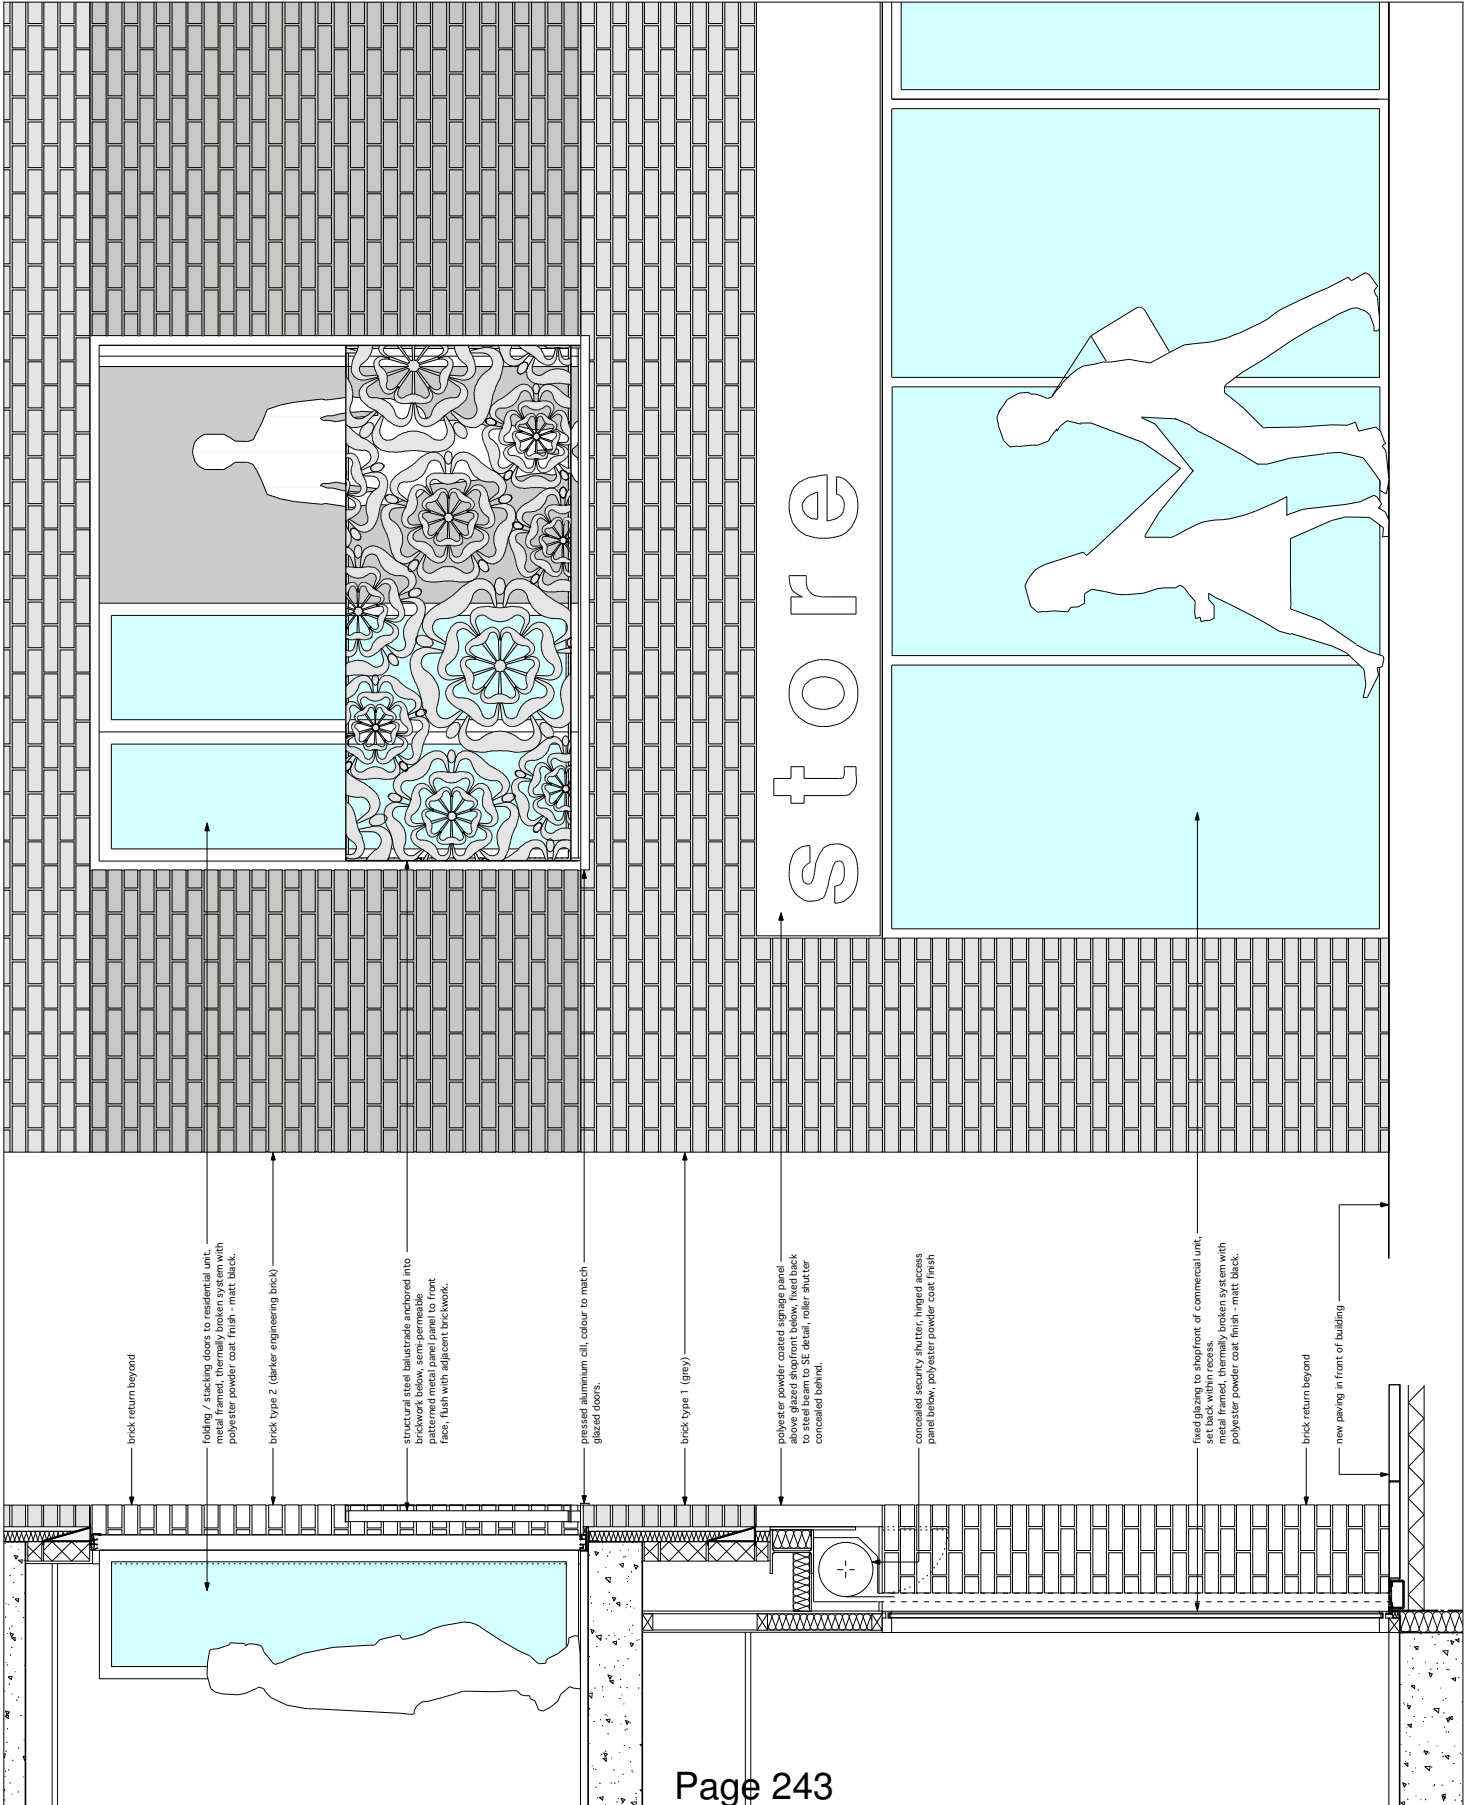 store
brick return beyond
folding / stacking doors to residential unit.
metal framed, thermally broken system with
polyester powder coat finish - matt black.
brick type 2 (darker engineering brick)
structural steel balustrade anchored into
brickwork below, semi-permeable
patterned metal panel panel to front
face, flush with adjacent brickwork.
pressed aluminium cill, colour to match
glazed doors.
brick type 1 (grey)
polyester powder coated signage panel
above glazed shopfront below, fixed back
to steel beam to SE detail, roller shutter
concealed behind.
concealed security shutter, hinged access
panel below, polyester powder coat finish
fixed glazing to shopfront of commercial unit,
set back within recess.
metal framed, thermally broken system with
polyester powder coat finish - matt black.
brick return beyond
new paving in front of building
Page 243